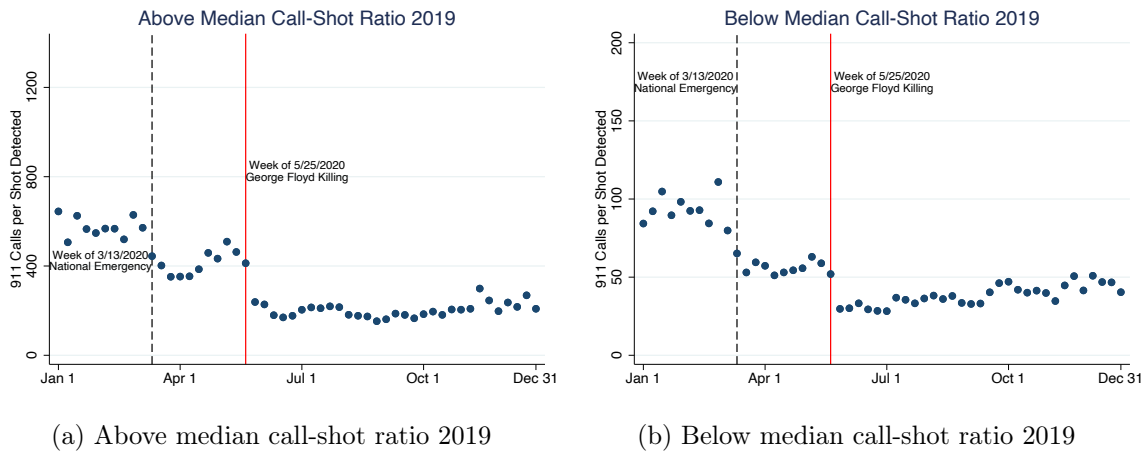 Above Median Call-Shot Ratio 2019
911 Calls per Shot Detected
1200
800
400
0
Week of 5/25/2020
George Floyd Killing
Week of 3/13/2020
National Emergency
Jan 1 Apr 1 Jul 1 Oct 1 Dec 31
(a) Above median call-shot ratio 2019
Below Median Call-Shot Ratio 2019
911 Calls per Shot Detected
200
150
100
50
0
Week of 3/13/2020
National Emergency
Week of 5/25/2020
George Floyd Killing
Jan 1 Apr 1 Jul 1 Oct 1 Dec 31
(b) Below median call-shot ratio 2019